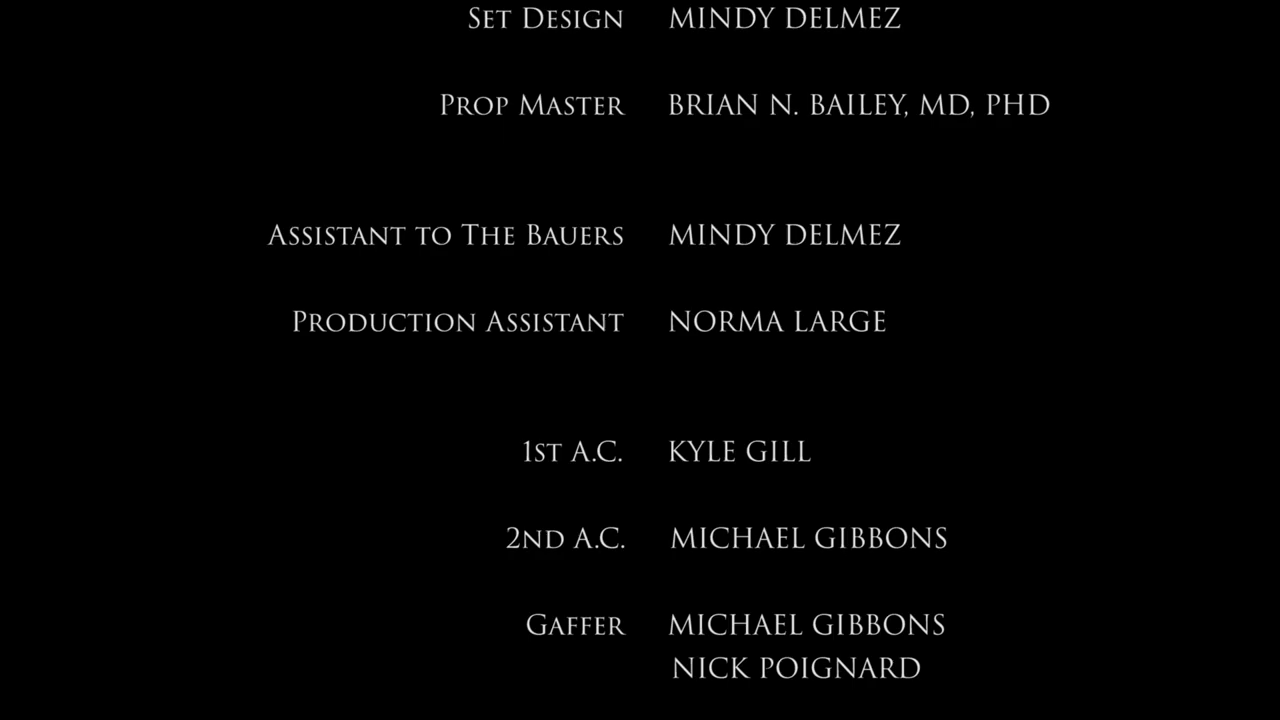 Set Design MINDY DELMEZ
Prop Master BRIAN N. BAILEY, MD, PHD
Assistant to The Bauers MINDY DELMEZ
Production Assistant NORMA LARGE
1st A.C. KYLE GILL
2nd A.C. MICHAEL GIBBONS
Gaffer MICHAEL GIBBONS
NICK POIGNARD